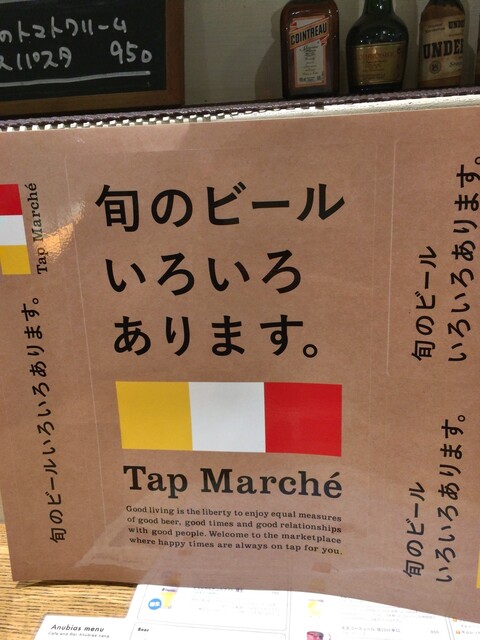 のトマトクリーム
スパスタ 950
COINTREAU
UNDE
旬のビール
いろいろ
あります。
Tap Marché
Good living is the liberty to enjoy equal measures
of good beer, good times and good relationships
with good people. Welcome to the marketplace
where happy times are always on tap for you.
Tap Marché
旬のビールいろいろあります。
旬のビール
いろいろあります。
旬のビール
いろいろあります。
Anubias menu
Beer